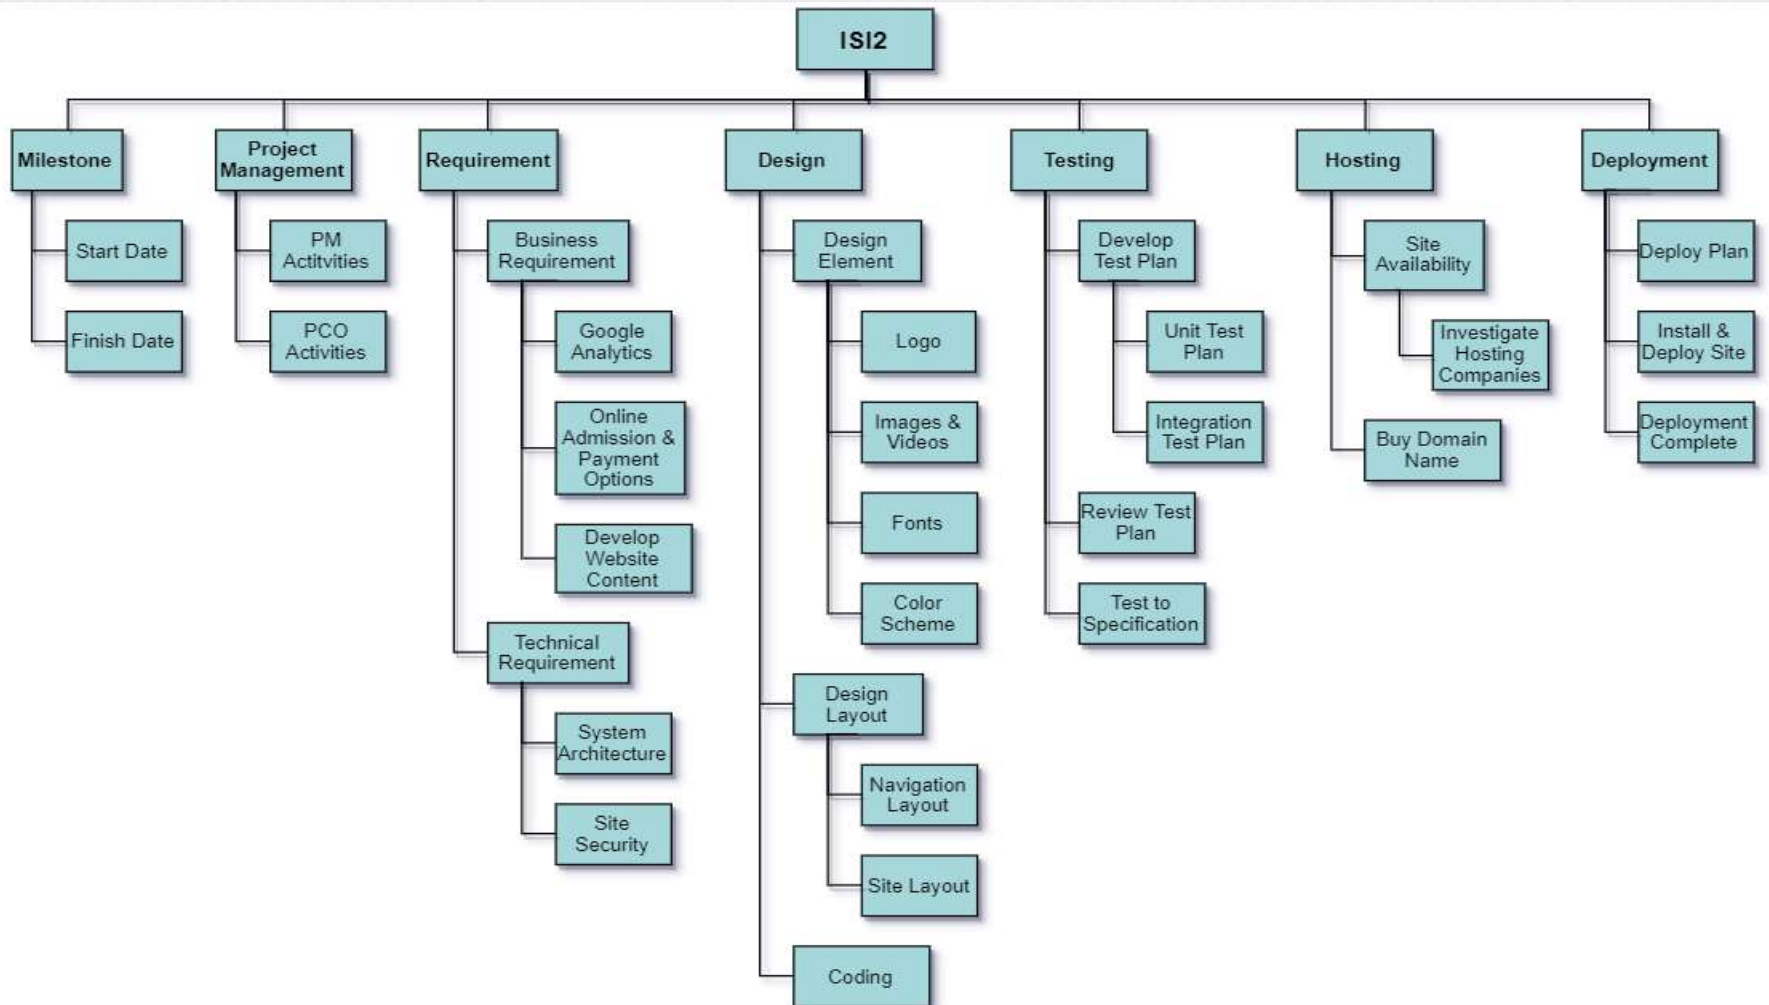 ISI2
Milestone
Start Date
Finish Date
Project
Management
PM
Actitvities
PCO
Activities
Requirement
Business
Requirement
Google
Analytics
Online
Admission &
Payment
Options
Develop
Website
Content
Technical
Requirement
System
Architecture
Site
Security
Design
Design
Element
Logo
Images &
Videos
Fonts
Color
Scheme
Design
Layout
Navigation
Layout
Site Layout
Coding
Testing
Develop
Test Plan
Unit Test
Plan
Integration
Test Plan
Review Test
Plan
Test to
Specification
Hosting
Site
Availability
Investigate
Hosting
Companies
Buy Domain
Name
Deployment
Deploy Plan
Install &
Deploy Site
Deployment
Complete